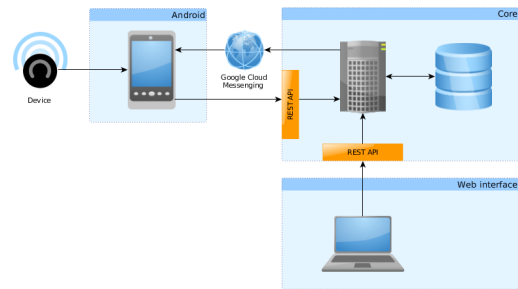 Android
Core
Device
Google Cloud
Messenging
REST API
REST API
Web interface